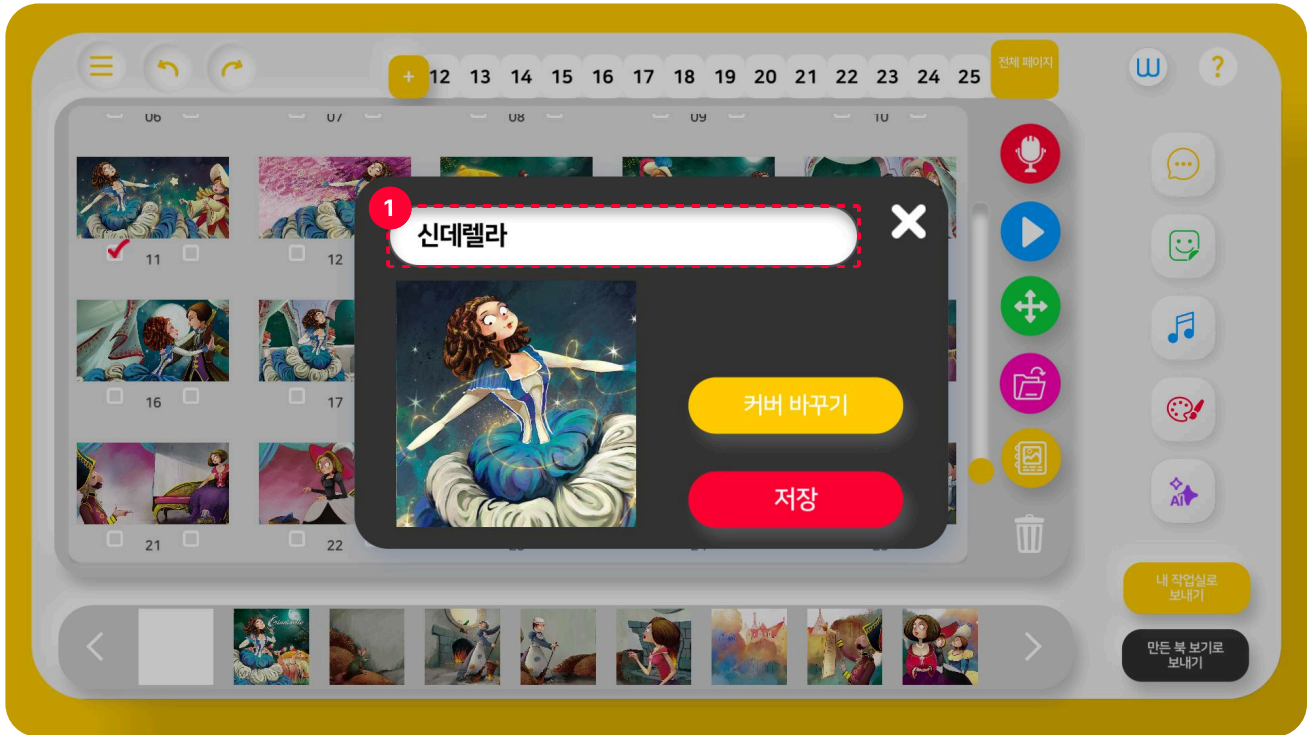 + 12 13 14 15 16 17 18 19 20 21 22 23 24 25
전체 페이지
W ?
06 07 08 09 10
1
신데렐라
11 12
커버 바꾸기
16 17
저장
AI
21 22
내 작업실로
보내기
만든 북 보기로
보내기